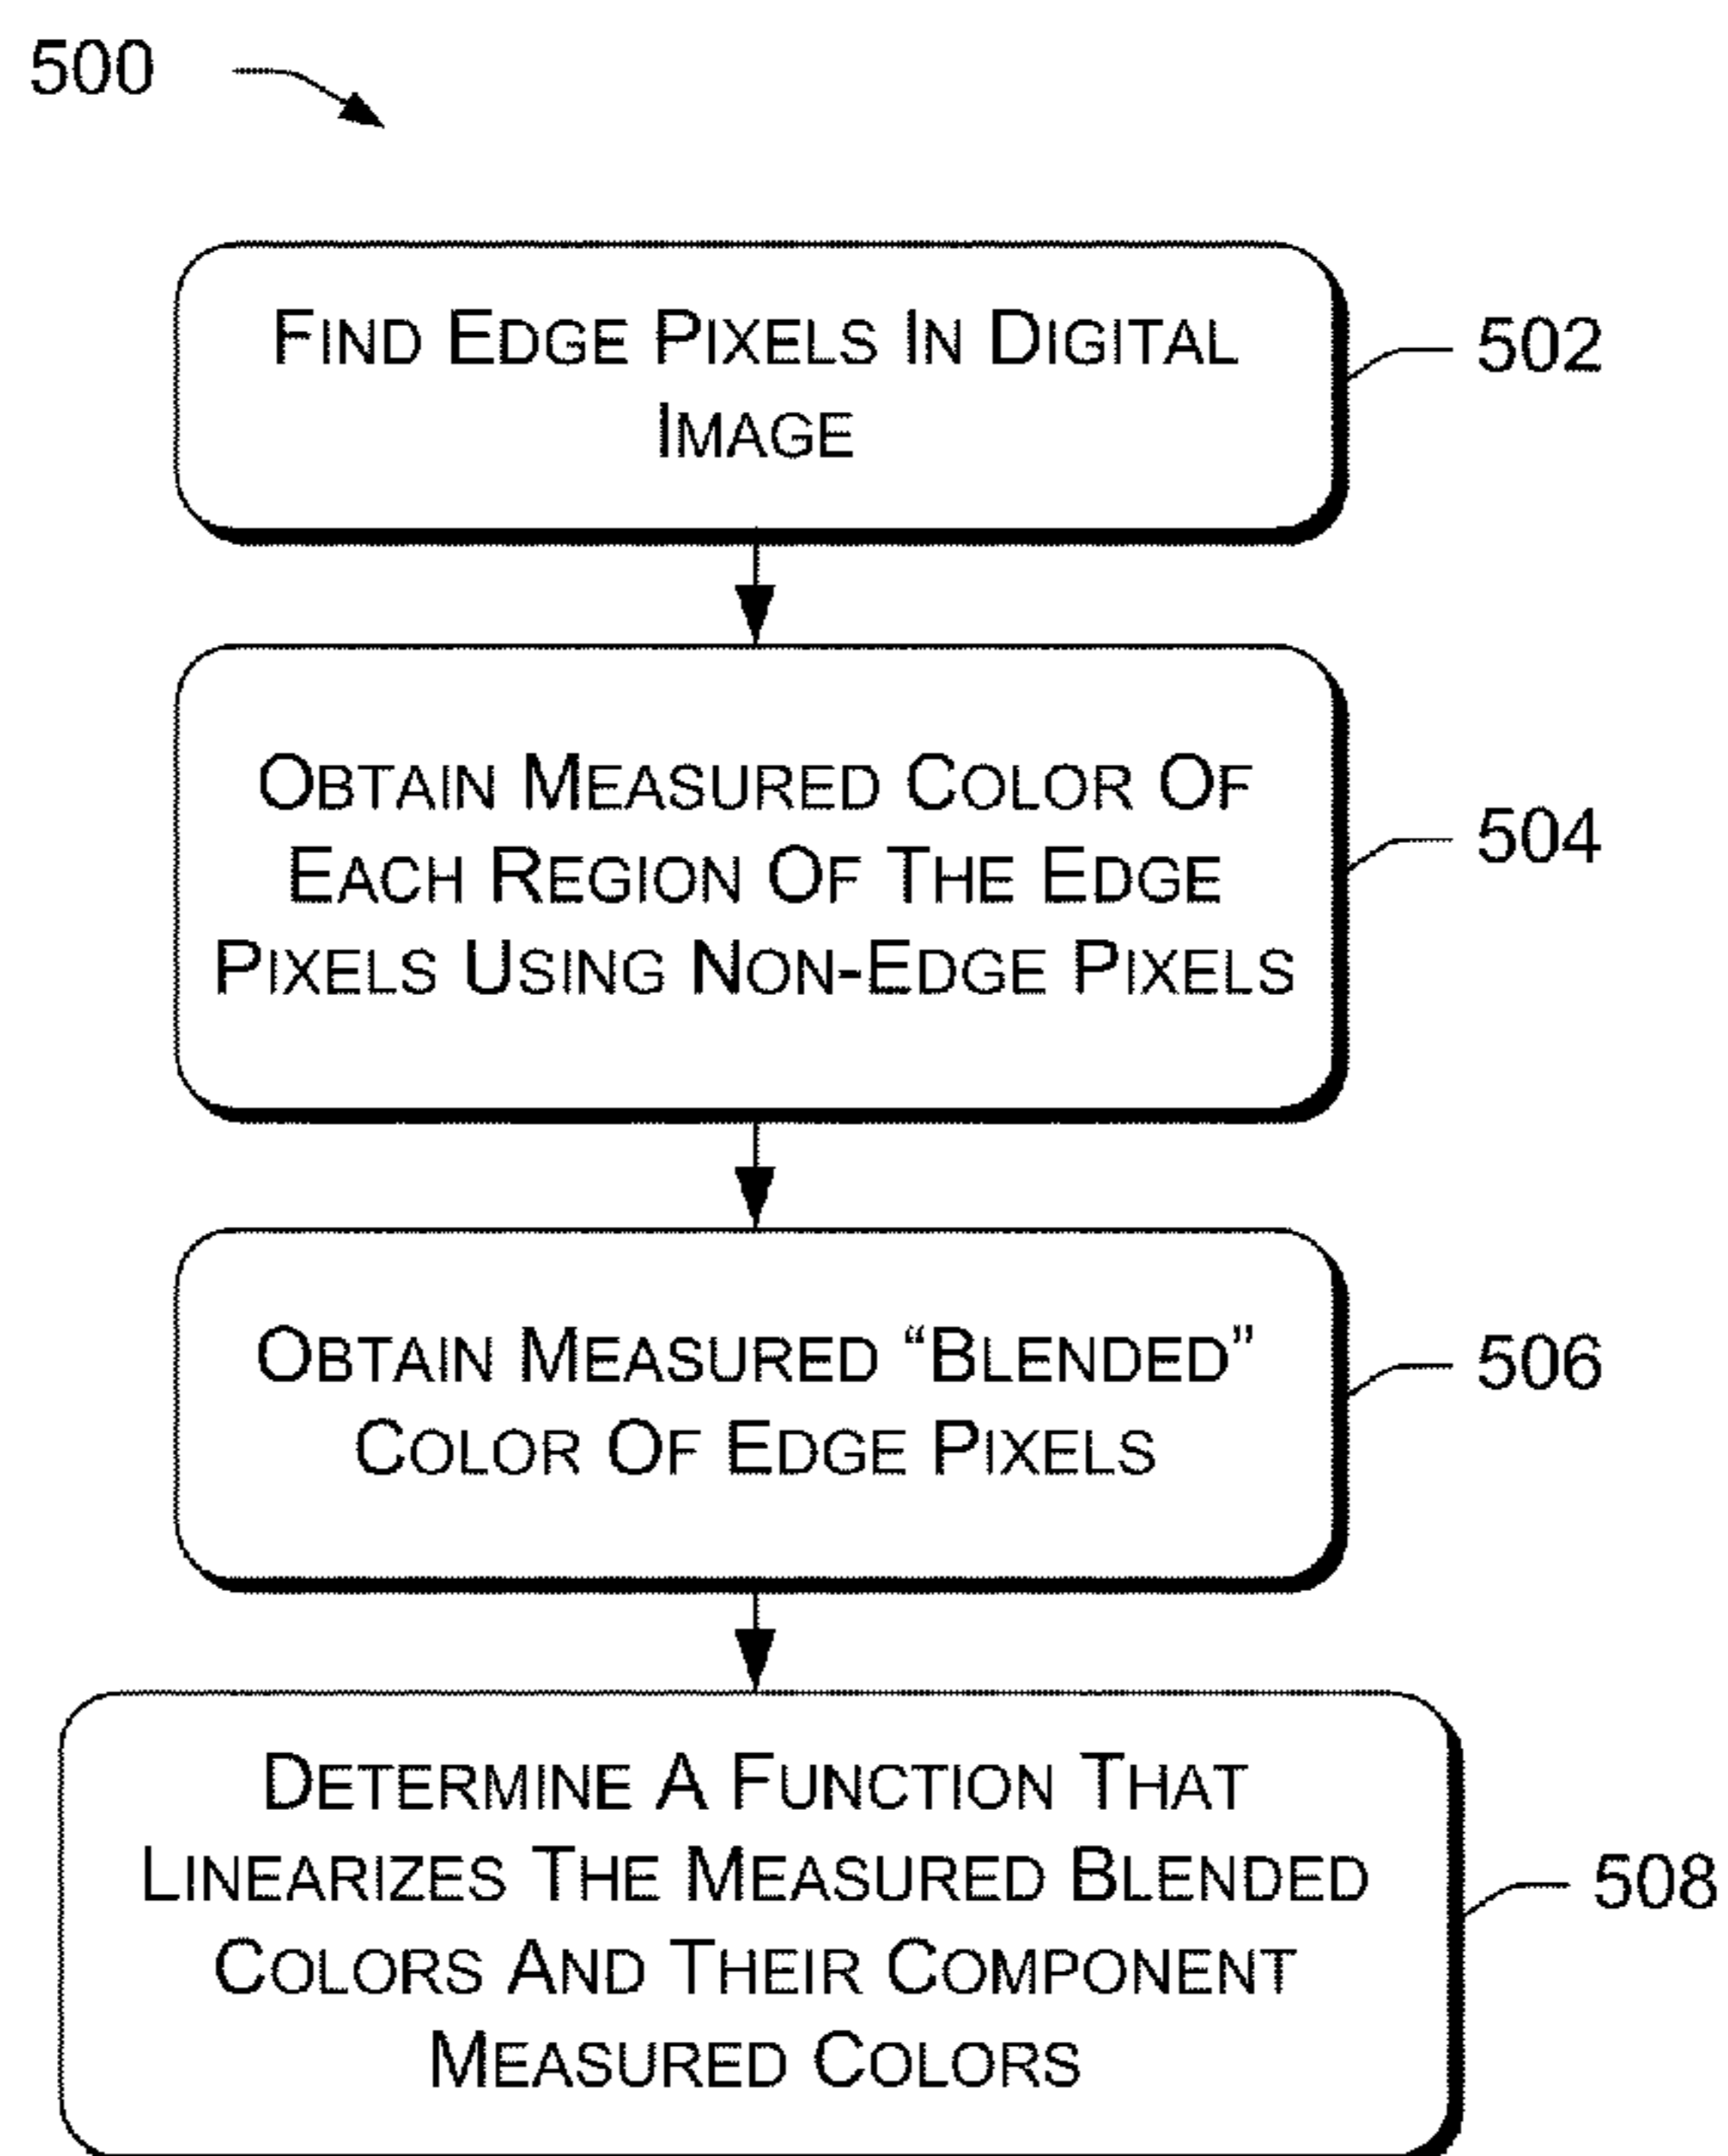 500
FIND EDGE PIXELS IN DIGITAL
IMAGE
502
OBTAIN MEASURED COLOR OF
EACH REGION OF THE EDGE
PIXELS USING NON-EDGE PIXELS
504
OBTAIN MEASURED “BLENDED”
COLOR OF EDGE PIXELS
506
DETERMINE A FUNCTION THAT
LINEARIZES THE MEASURED BLENDED
COLORS AND THEIR COMPONENT
MEASURED COLORS
508